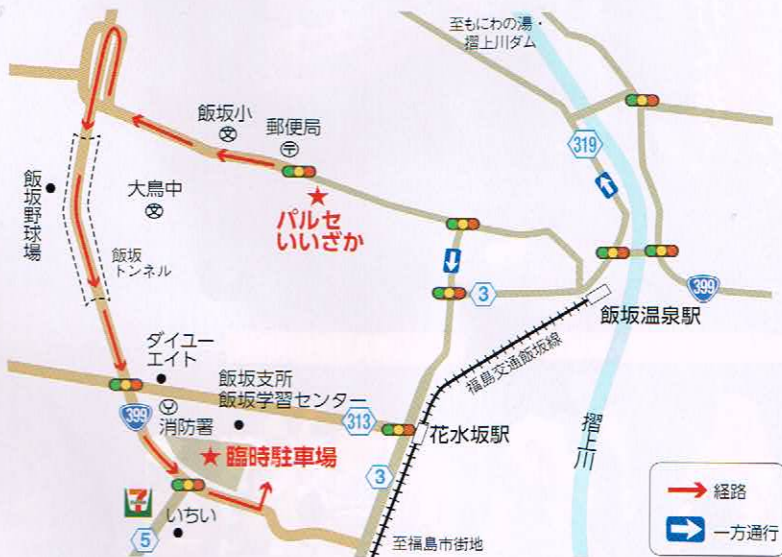 至もにわの湯・
摺上川ダム
飯坂小
文
郵便局
〒
319
飯坂野球場
大鳥中
文
パルセ
いいざか
飯坂
トンネル
3
399
飯坂温泉駅
福島交通飯坂線
ダイユー
エイト
飯坂支所
飯坂学習センター
399
消防署
313
花水坂駅
摺上川
臨時駐車場
3
7
いちい
5
至福島市街地
経路
一方通行